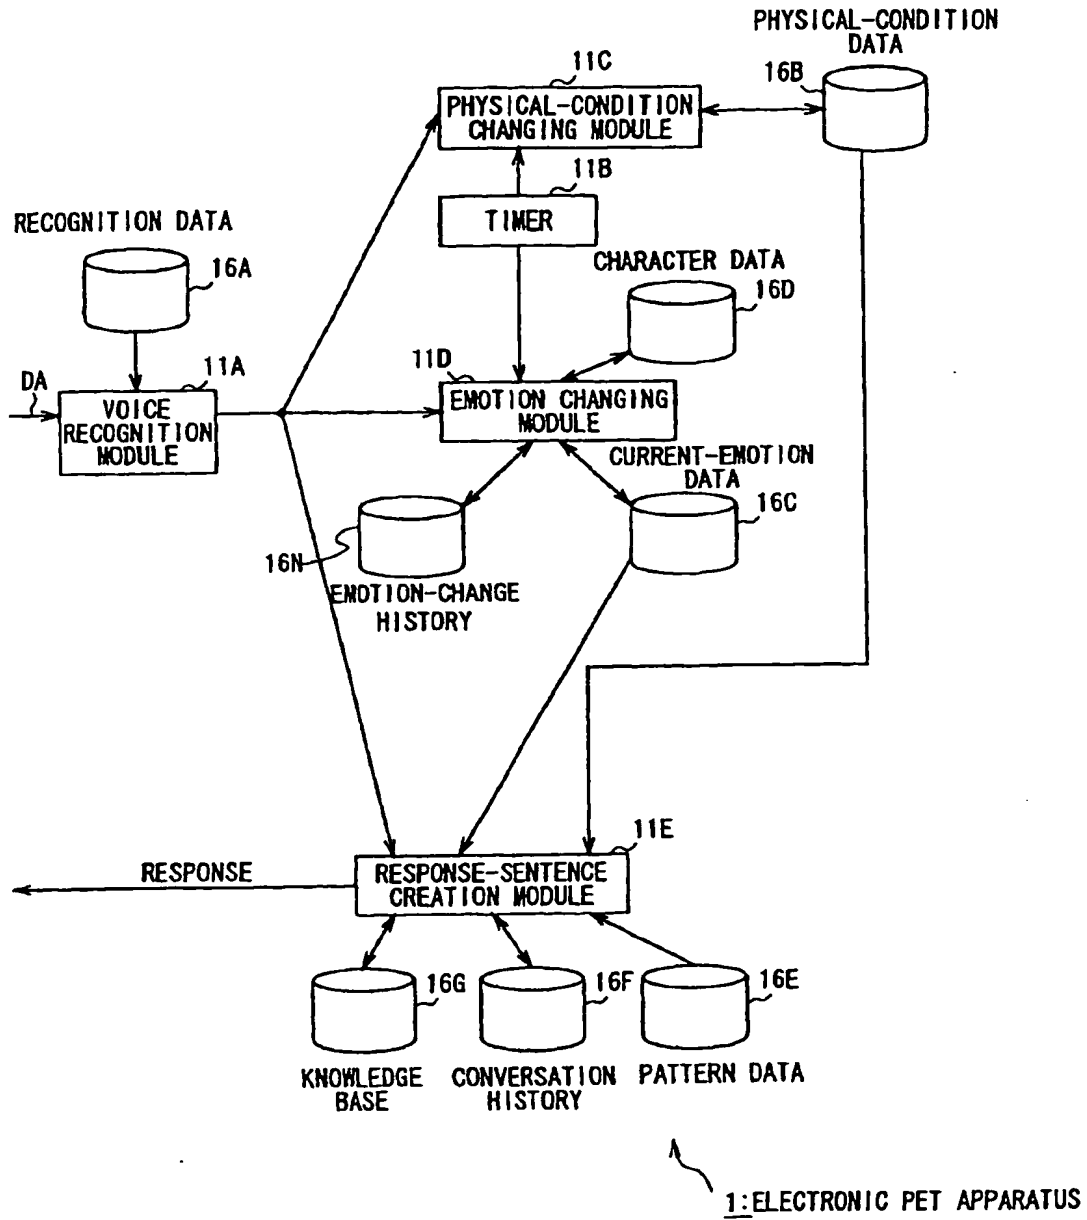 PHYSICAL-CONDITION
DATA
16B
11C
PHYSICAL-CONDITION
CHANGING MODULE
11B
TIMER
RECOGNITION DATA
16A
CHARACTER DATA
16D
DA
11A
VOICE
RECOGNITION
MODULE
11D
EMOTION CHANGING
MODULE
CURRENT-EMOTION
DATA
16C
16N
EMOTION-CHANGE
HISTORY
11E
RESPONSE
RESPONSE-SENTENCE
CREATION MODULE
16G
16F
16E
KNOWLEDGE
BASE
CONVERSATION
HISTORY
PATTERN DATA
1:ELECTRONIC PET APPARATUS